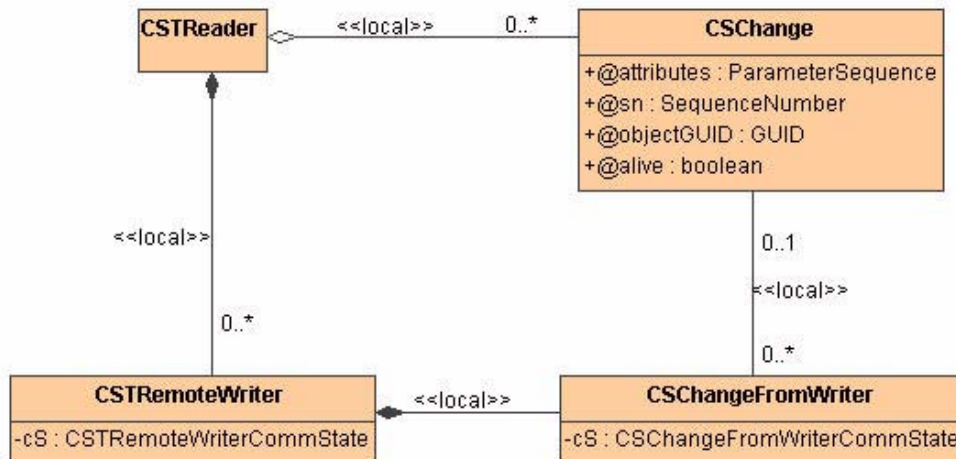 CSTReader
<<local>>
0..*
CSChange
+@attributes : ParameterSequence
+@sn : SequenceNumber
+@objectGUID : GUID
+@alive : boolean
<<local>>
0..1
<<local>>
0..*
0..*
CSTRemoteWriter
-cS : CSTRemoteWriterCommState
<<local>>
CSChangeFromWriter
-cS : CSChangeFromWriterCommState